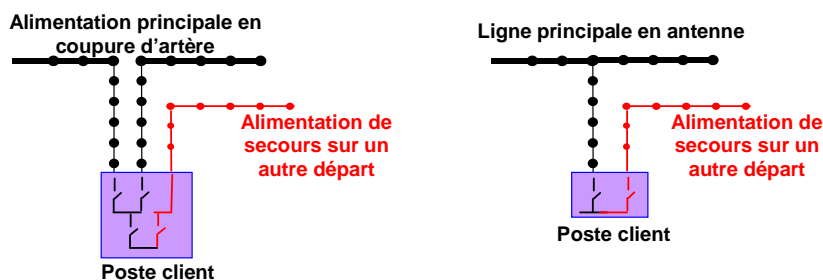 Alimentation principale en
coupure d'artère
Alimentation de
secours sur un
autre départ
Poste client
Ligne principale en antenne
Alimentation de
secours sur un
autre départ
Poste client